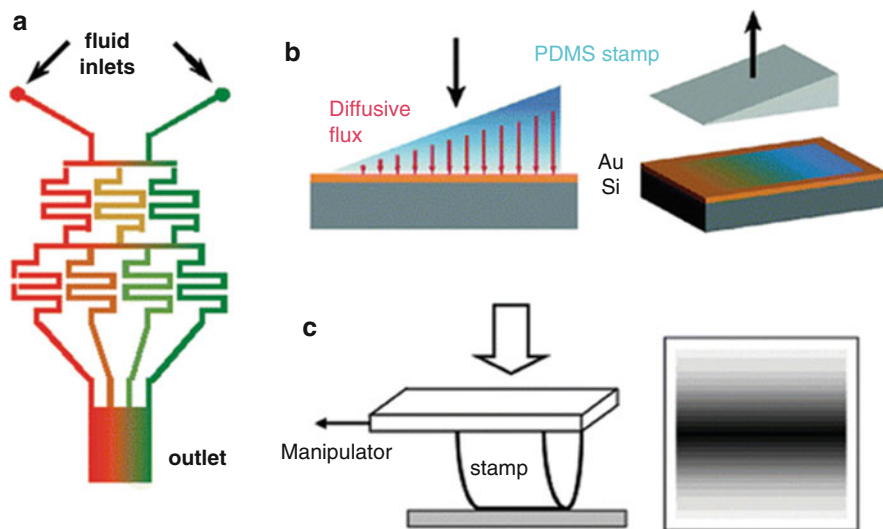 a
fluid
inlets
outlet
b
PDMS stamp
Diffusive
flux
Au
Si
c
Manipulator
stamp